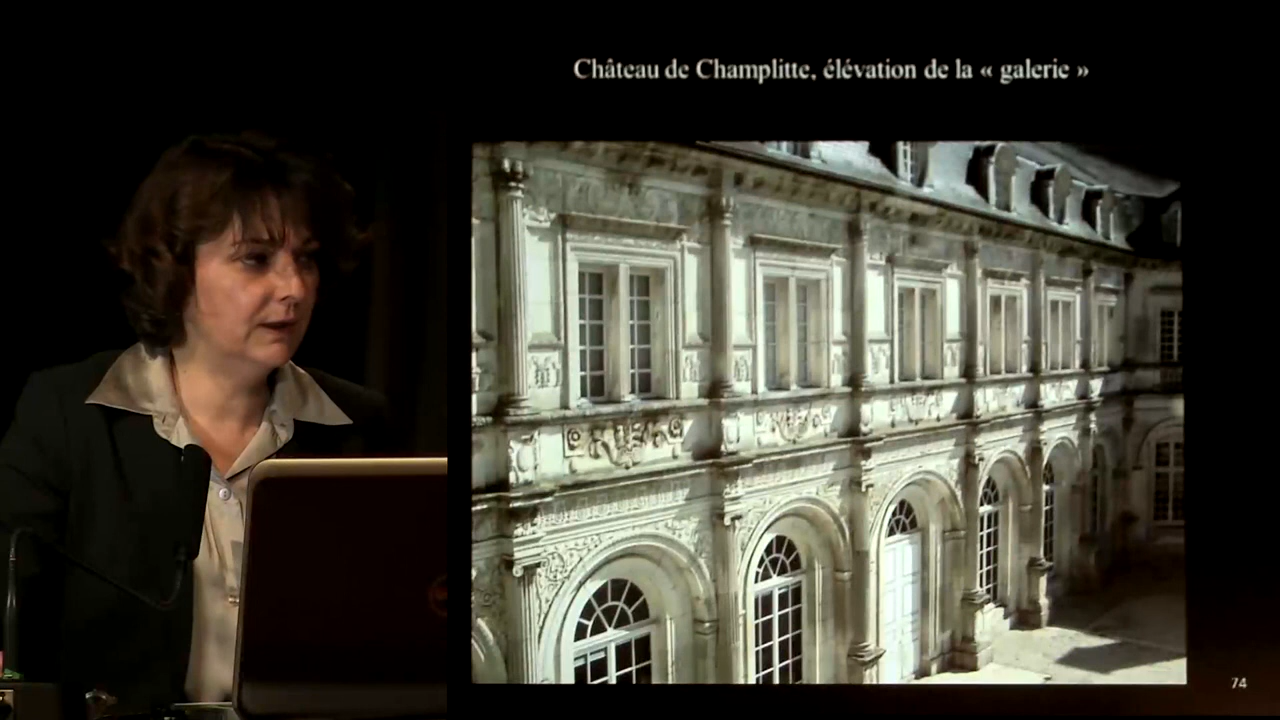 Château de Champlitte, élévation de la « galerie »
74